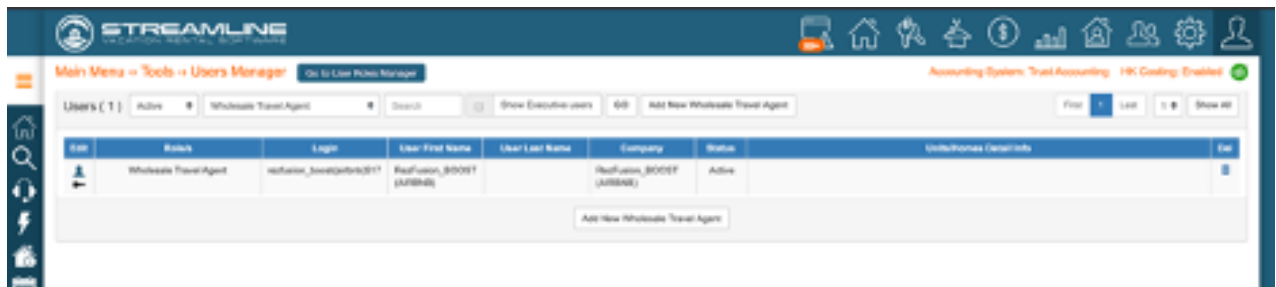 STREAMLINE
VACATION RENTAL SOFTWARE
Main Menu → Tools → Users Manager Go to User Roles Manager Accounting System: Trust Accounting HK Costing: Enabled
Users ( 1 ) Active Wholesale Travel Agent Search Show Executive users GO Add New Wholesale Travel Agent First 1 Last Show All
Edit Role/s Login User First Name User Last Name Company Status Units/Homes Detail Info Del
Wholesale Travel Agent RezFusion_BOOST RezFusion_BOOST Active
(AIRBNB) (AIRBNB)
Add New Wholesale Travel Agent